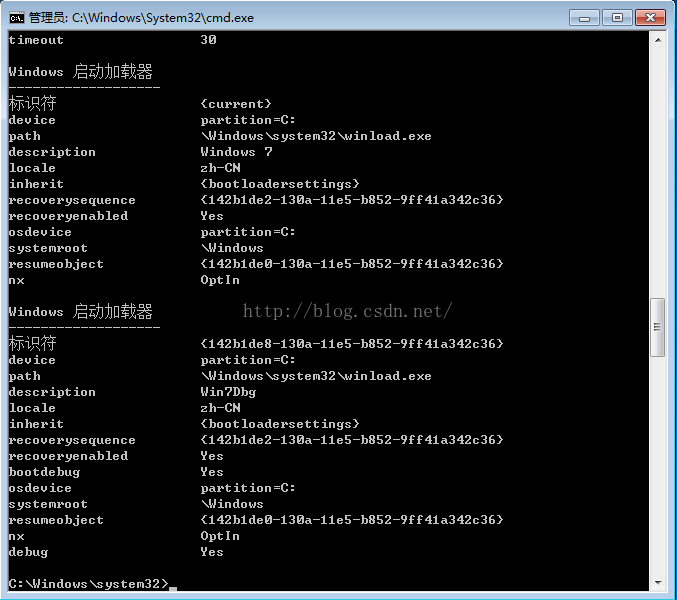 管理员: C:\Windows\System32\cmd.exe
timeout 30
Windows 启动加载器
-------------------
标识符 {current}
device partition=C:
path \Windows\system32\winload.exe
description Windows 7
locale zh-CN
inherit {bootloadersettings}
recoverysequence {142b1de2-130a-11e5-b852-9ff41a342c36}
recoveryenabled Yes
osdevice partition=C:
systemroot \Windows
resumeobject {142b1de0-130a-11e5-b852-9ff41a342c36}
nx OptIn
Windows 启动加载器
http://blog.csdn.net/
-------------------
标识符 {142b1de8-130a-11e5-b852-9ff41a342c36}
device partition=C:
path \Windows\system32\winload.exe
description Win7Dbg
locale zh-CN
inherit {bootloadersettings}
recoverysequence {142b1de2-130a-11e5-b852-9ff41a342c36}
recoveryenabled Yes
bootdebug Yes
osdevice partition=C:
systemroot \Windows
resumeobject {142b1de0-130a-11e5-b852-9ff41a342c36}
nx OptIn
debug Yes
C:\Windows\system32>_